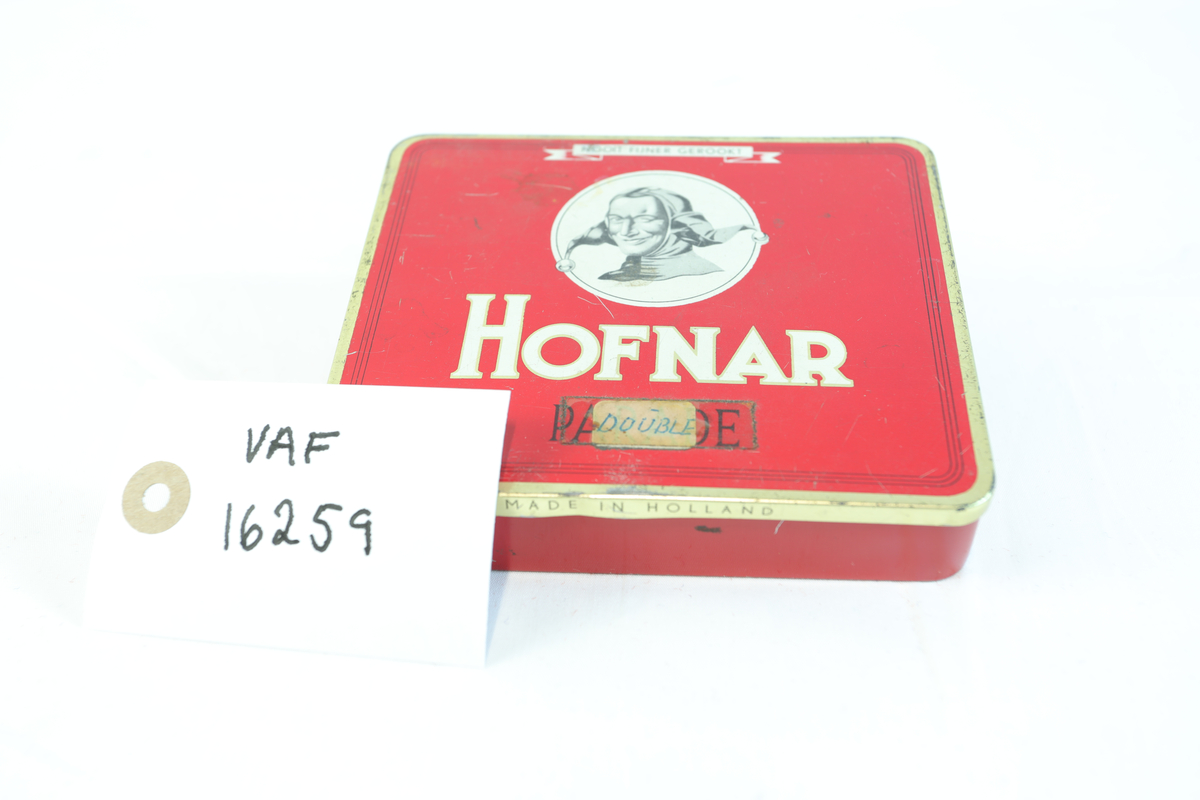 NOOIT FIJNER GEROOKT
HOFNAR
DOUBLE
MADE IN HOLLAND
VAF
16259